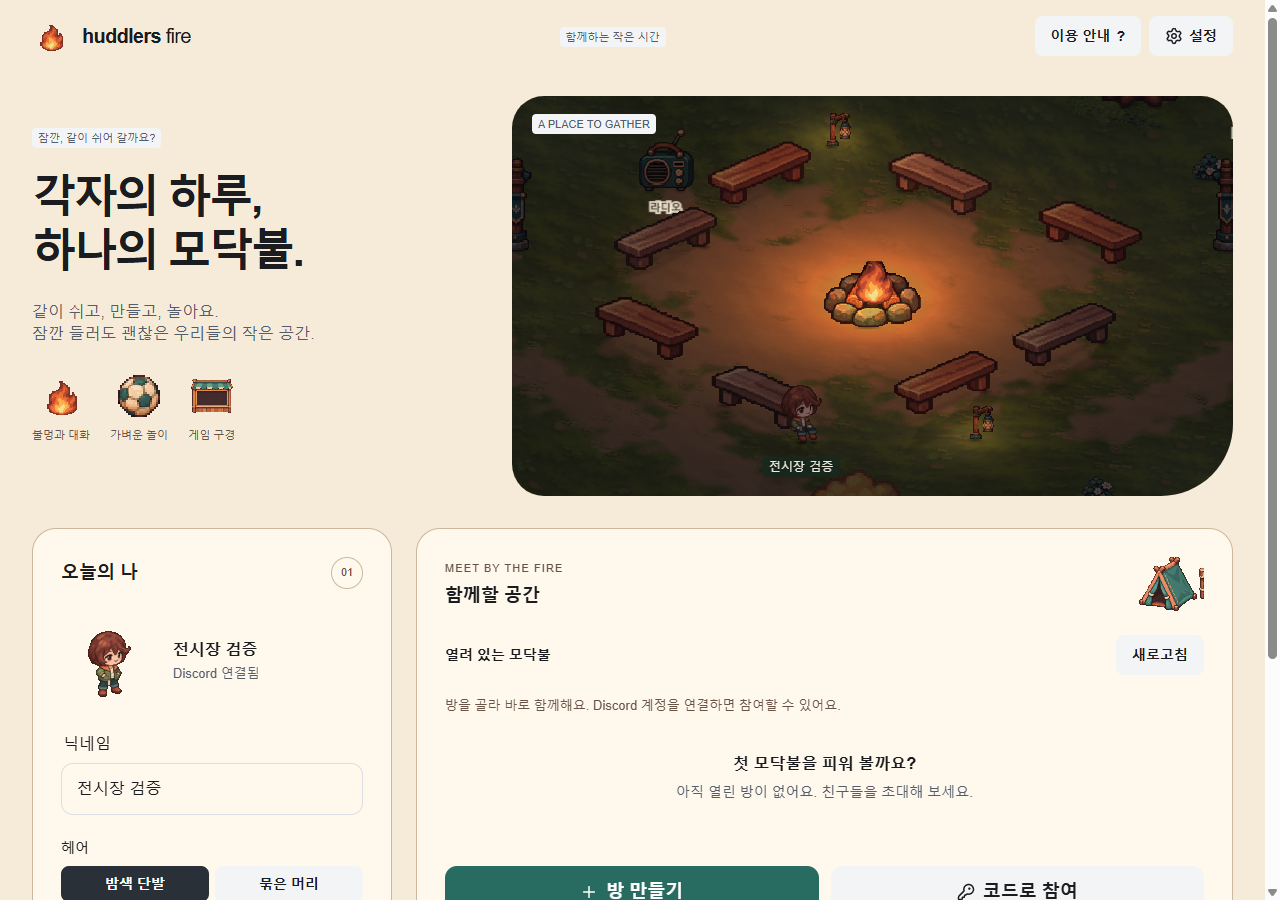 huddlers fire
함께하는 작은 시간
이용 안내 ?
설정
잠깐, 같이 쉬어 갈까요?
각자의 하루,
하나의 모닥불.
같이 쉬고, 만들고, 놀아요.
잠깐 들러도 괜찮은 우리들의 작은 공간.
불멍과 대화
가벼운 놀이
게임 구경
A PLACE TO GATHER
라디오
전시장 검증
오늘의 나
01
전시장 검증
Discord 연결됨
닉네임
전시장 검증
헤어
밤색 단발
묶은 머리
MEET BY THE FIRE
함께할 공간
열려 있는 모닥불
새로고침
방을 골라 바로 함께해요. Discord 계정을 연결하면 참여할 수 있어요.
첫 모닥불을 피워 볼까요?
아직 열린 방이 없어요. 친구들을 초대해 보세요.
+ 방 만들기
코드로 참여